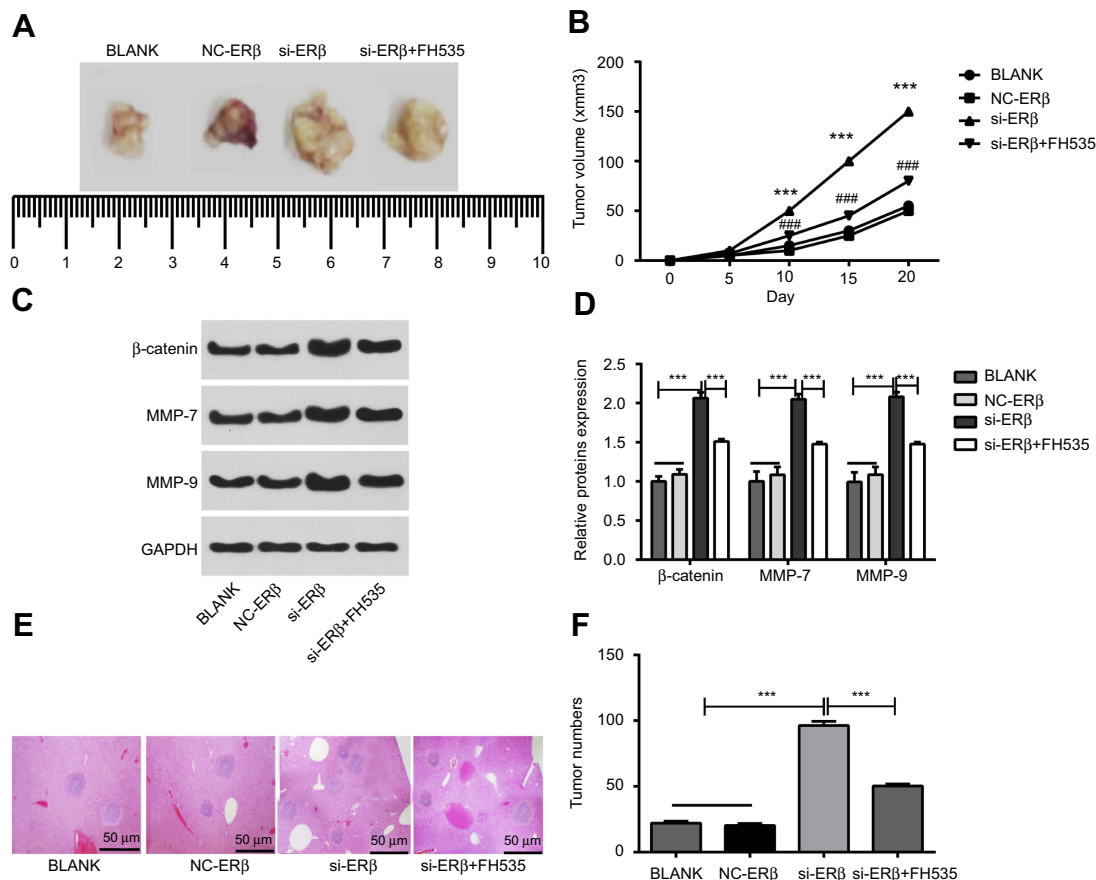 A
BLANK NC-ERβ si-ERβ si-ERβ+FH535
0 1 2 3 4 5 6 7 8 9 10
B
Tumor volume (xmm3)
200
150
100
50
0
*** *** ***
### ### ###
0 5 10 15 20
Day
BLANK
NC-ERβ
si-ERβ
si-ERβ+FH535
C
β-catenin
MMP-7
MMP-9
GAPDH
BLANK NC-ERβ si-ERβ si-ERβ+FH535
D
Relative proteins expression
2.5
2.0
1.5
1.0
0.5
0.0
*** *** *** *** *** ***
β-catenin MMP-7 MMP-9
BLANK
NC-ERβ
si-ERβ
si-ERβ+FH535
E
50 μm 50 μm 50 μm 50 μm
BLANK NC-ERβ si-ERβ si-ERβ+FH535
F
Tumor numbers
150
100
50
0
*** ***
BLANK NC-ERβ si-ERβ si-ERβ+FH535